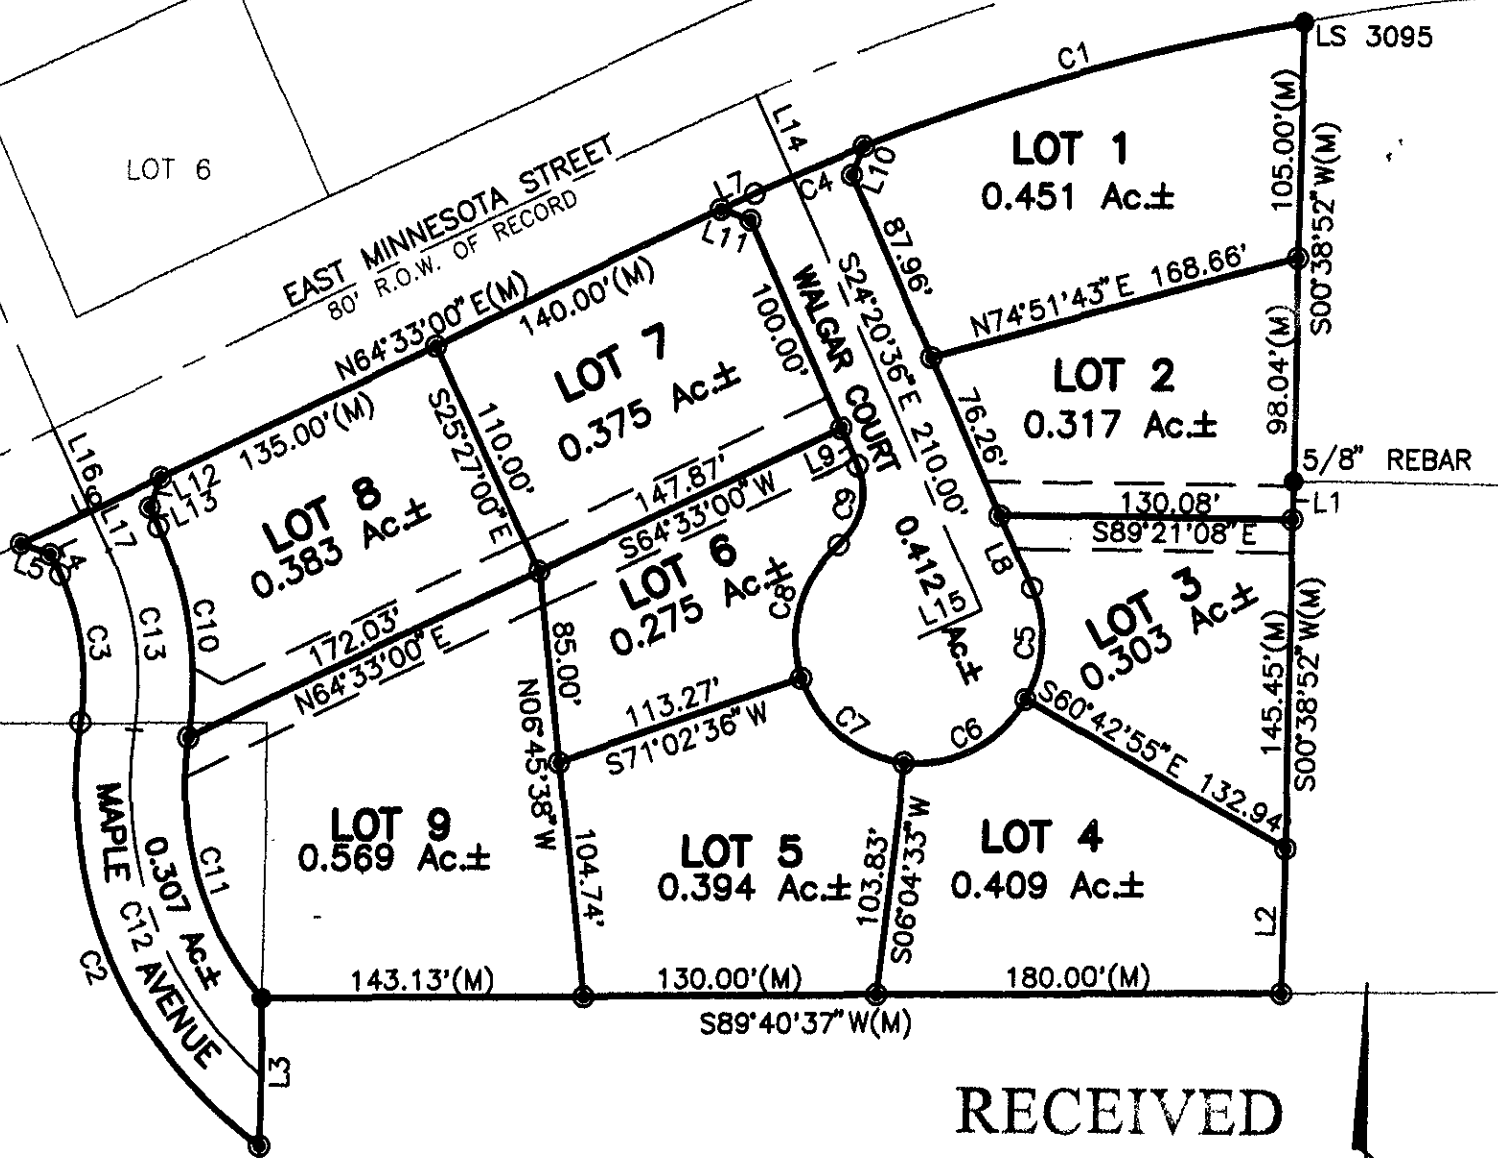 LS 3095
C1
LOT 1
0.451 Ac.±
105.00'(M)
S00°38'52"W(M)
LOT 6
L14
L10
C4
L7
L11
EAST MINNESOTA STREET
80' R.O.W. OF RECORD
N64°33'00"E(M)
140.00'(M)
135.00'(M)
87.96'
N74°51'43"E 168.66'
LOT 2
0.317 Ac.±
98.04'(M)
5/8" REBAR
L1
130.08'
S89°21'08"E
76.26'
WALGAR COURT
S24°20'36"E 210.00'
0.412 Ac.±
L15
100.00'
LOT 7
0.375 Ac.±
S25°27'00"E
110.00'
147.87'
S64°33'00"W
L9
C9
L8
L16
L6
L17
L12
L13
L5
L4
LOT 8
0.383 Ac.±
C3
C13
C10
172.03'
N64°33'00"E
LOT 6
0.275 Ac.±
C8
C5
LOT 3
0.303 Ac.±
145.45'(M)
S00°38'52"W(M)
S60°42'55"E 132.94'
85.00'
N06°45'38"W
113.27'
S71°02'36"W
C7
C6
LOT 9
0.569 Ac.±
104.74'
LOT 5
0.394 Ac.±
103.83'
S06°04'33"W
LOT 4
0.409 Ac.±
L2
MAPLE AVENUE
0.307 Ac.±
C11
C12
C2
L3
143.13'(M)
130.00'(M)
180.00'(M)
S89°40'37"W(M)
RECEIVED